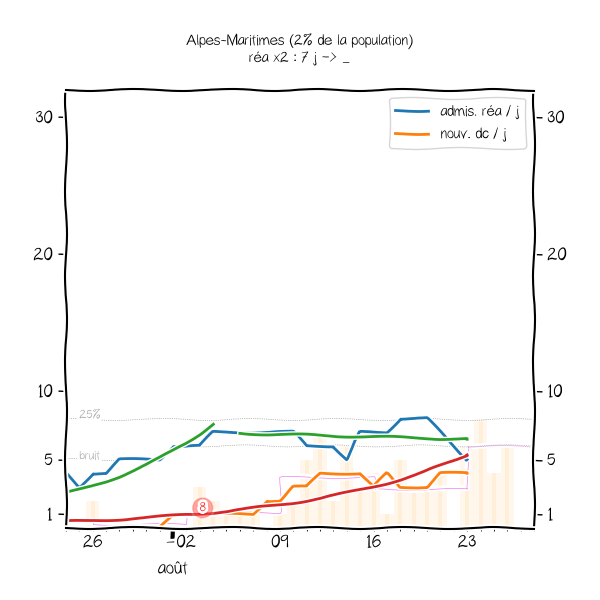 Alpes-Maritimes (2% de la population)
réa x2 : 7 j -> _
admis. réa / j
nouv. dc / j
30
30
20
20
10
10
25%
5
bruit
5
1
8
1
26
02
09
16
23
août